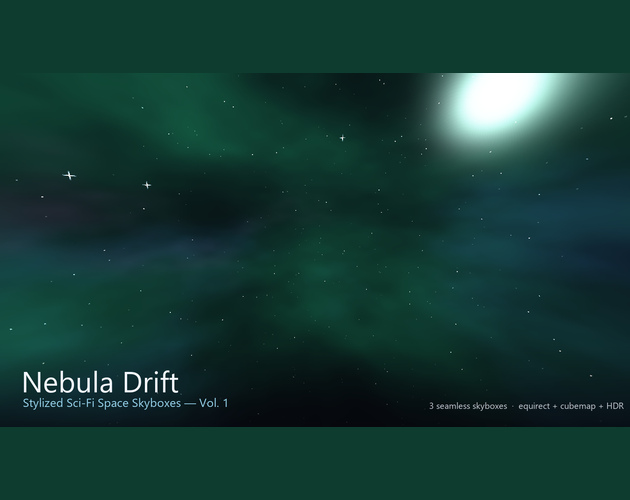 Nebula Drift
Stylized Sci-Fi Space Skyboxes — Vol. 1
3 seamless skyboxes · equirect + cubemap + HDR